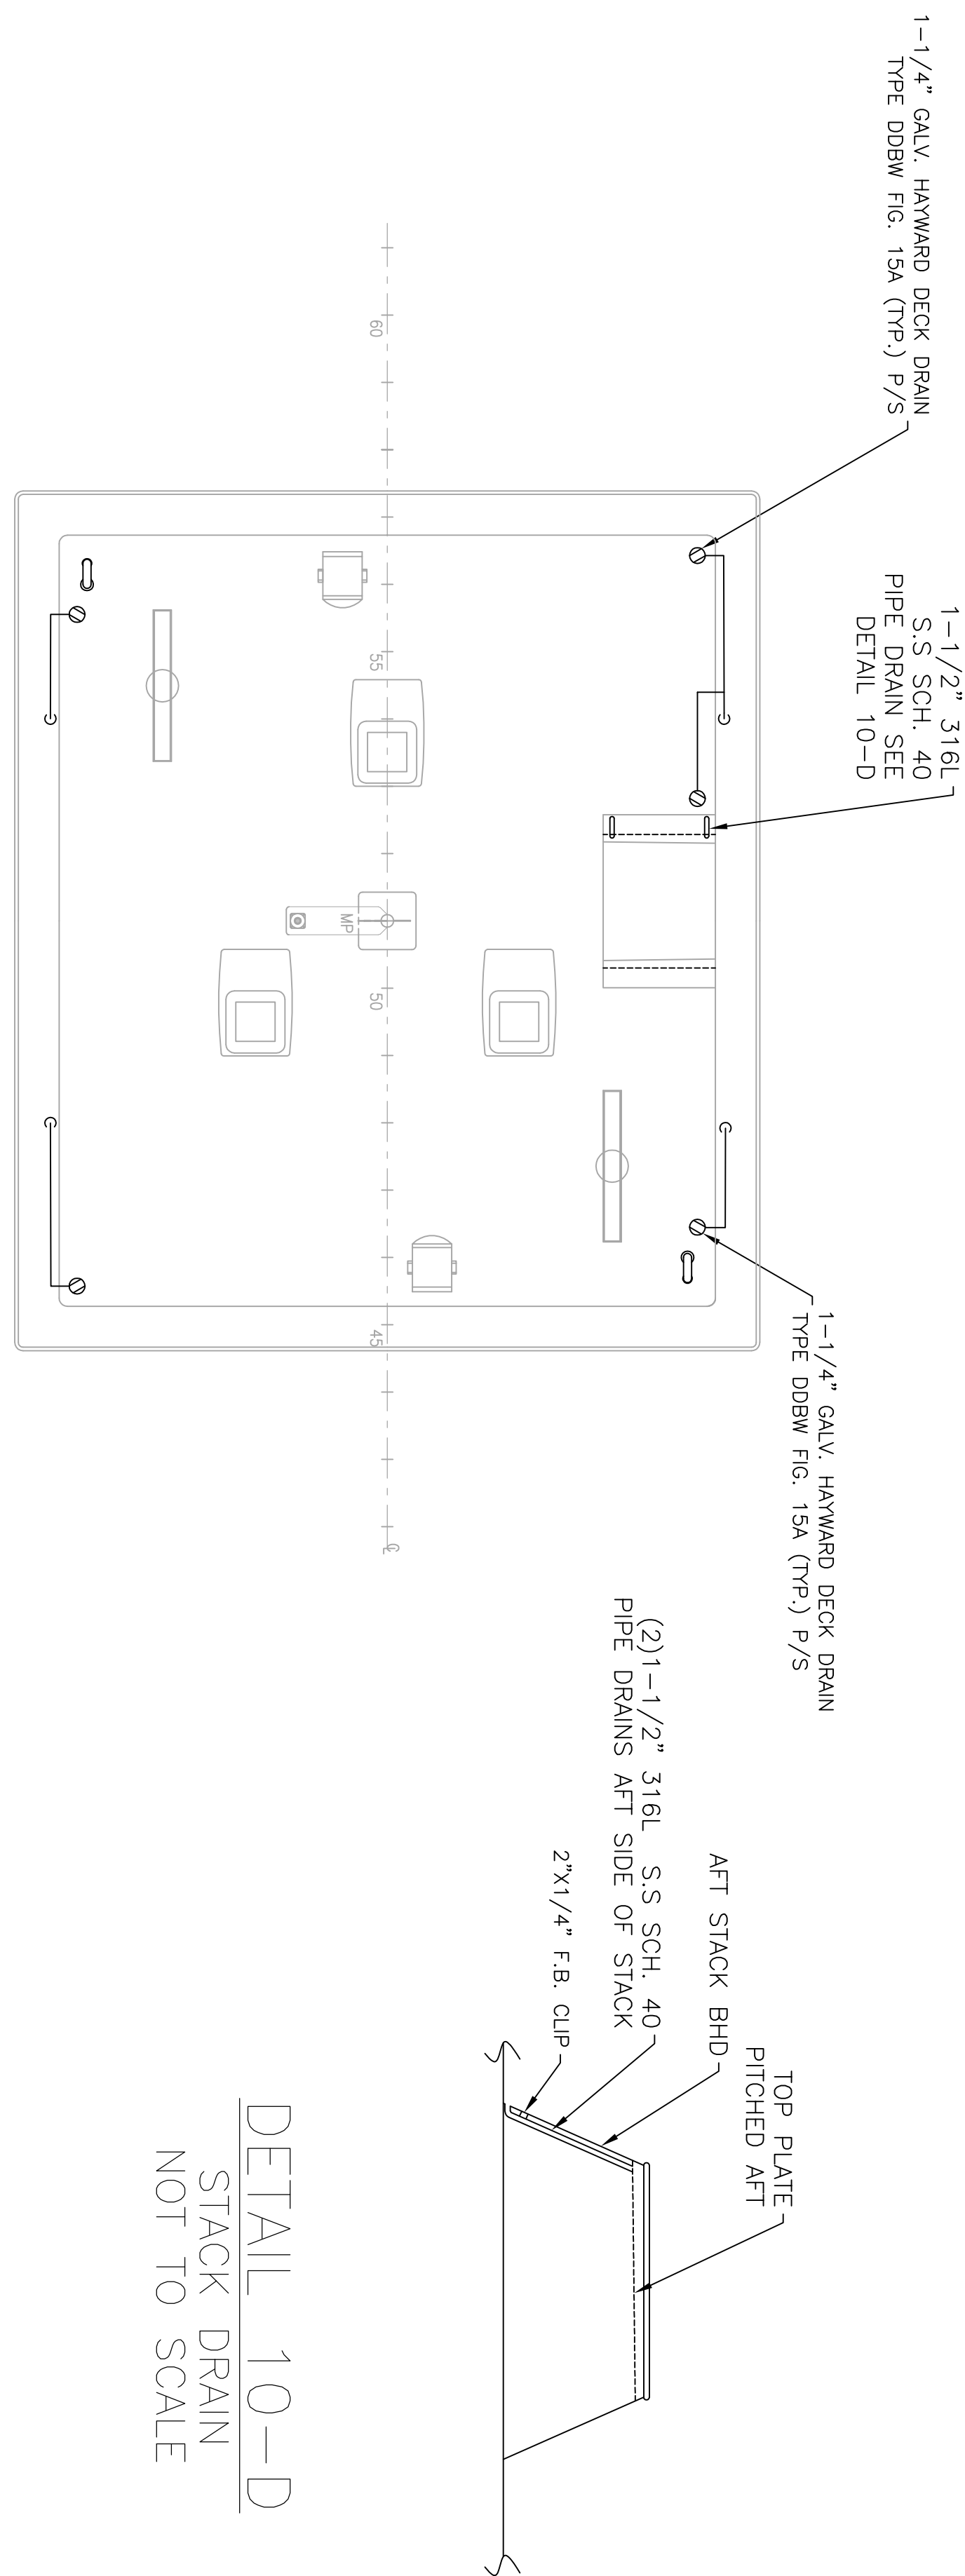 1-1/4" GALV. HAYWARD DECK DRAIN
TYPE DDBW FIG. 15A (TYP.) P/S
1-1/2" 316L
S.S SCH. 40
PIPE DRAIN SEE
DETAIL 10-D
60
55
MP
50
45
℄
1-1/4" GALV. HAYWARD DECK DRAIN
TYPE DDBW FIG. 15A (TYP.) P/S
(2)1-1/2" 316L S.S SCH. 40
PIPE DRAINS AFT SIDE OF STACK
2"X1/4" F.B. CLIP
AFT STACK BHD
TOP PLATE
PITCHED AFT
DETAIL 10-D
STACK DRAIN
NOT TO SCALE